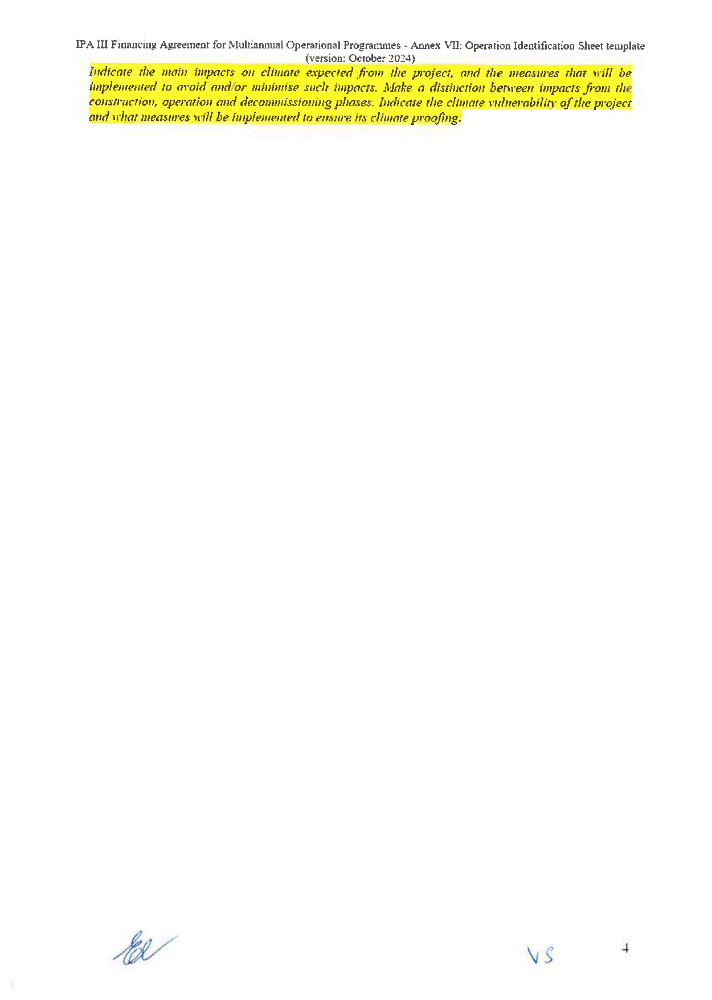 IPA III Financing Agreement for Multiannual Operational Programmes - Annex VII: Operation Identification Sheet template
(version: October 2024)
Indicate the main impacts on climate expected from the project, and the measures that will be
implemented to avoid and/or minimise such impacts. Make a distinction between impacts from the
construction, operation and decommissioning phases. Indicate the climate vulnerability of the project
and what measures will be implemented to ensure its climate proofing.
VS
4